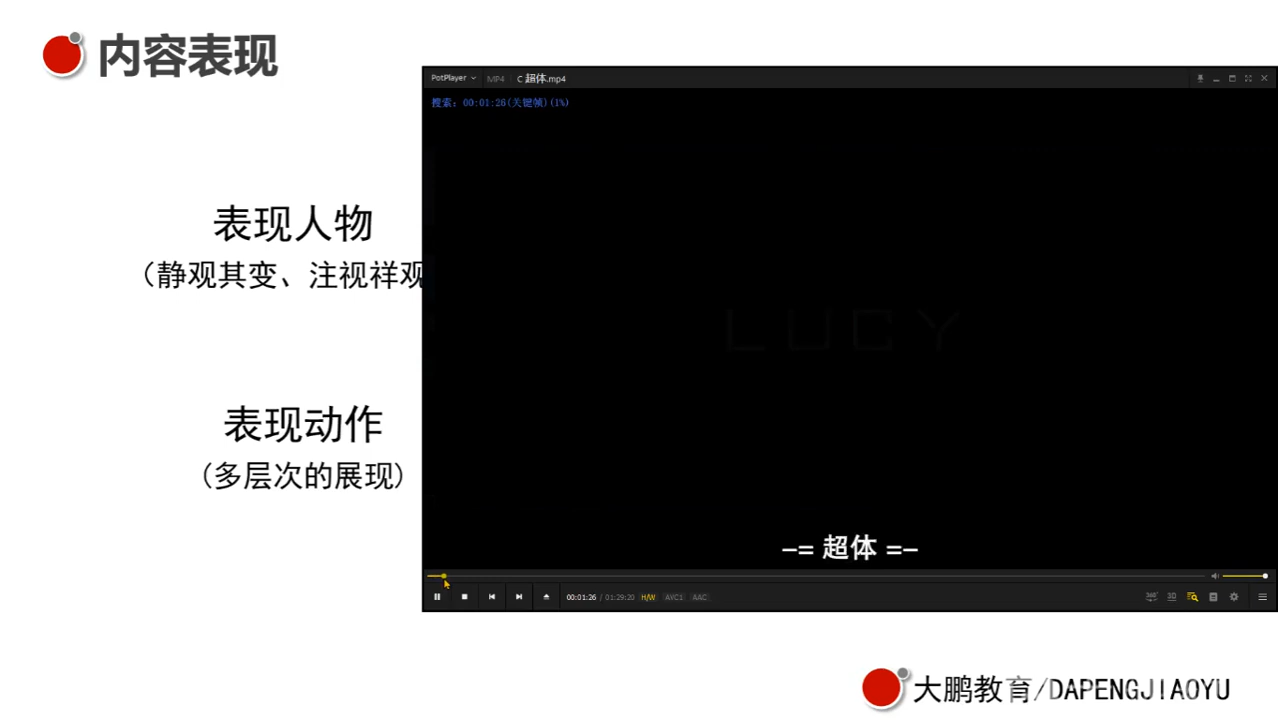 内容表现
PotPlayer MP4 C 超体.mp4
搜索: 00:01:26(关键帧)(1%)
表现人物
（静观其变、注视祥观
LUCY
表现动作
(多层次的展现)
-= 超体 =-
00:01:26 / 01:29:20 H/W AVC1 AAC
360° 3D
大鹏教育/DAPENGJIAOYU